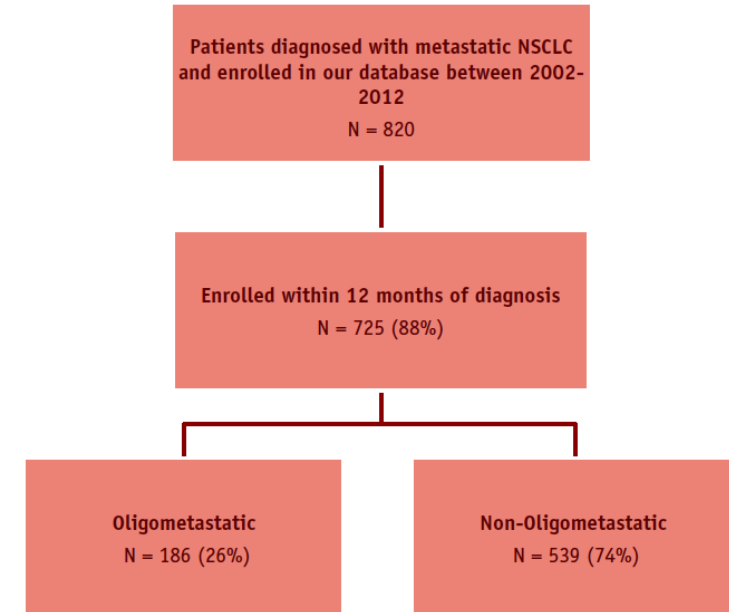 Patients diagnosed with metastatic NSCLC
and enrolled in our database between 2002-
2012
N = 820
Enrolled within 12 months of diagnosis
N = 725 (88%)
Oligometastatic
N = 186 (26%)
Non-Oligometastatic
N = 539 (74%)